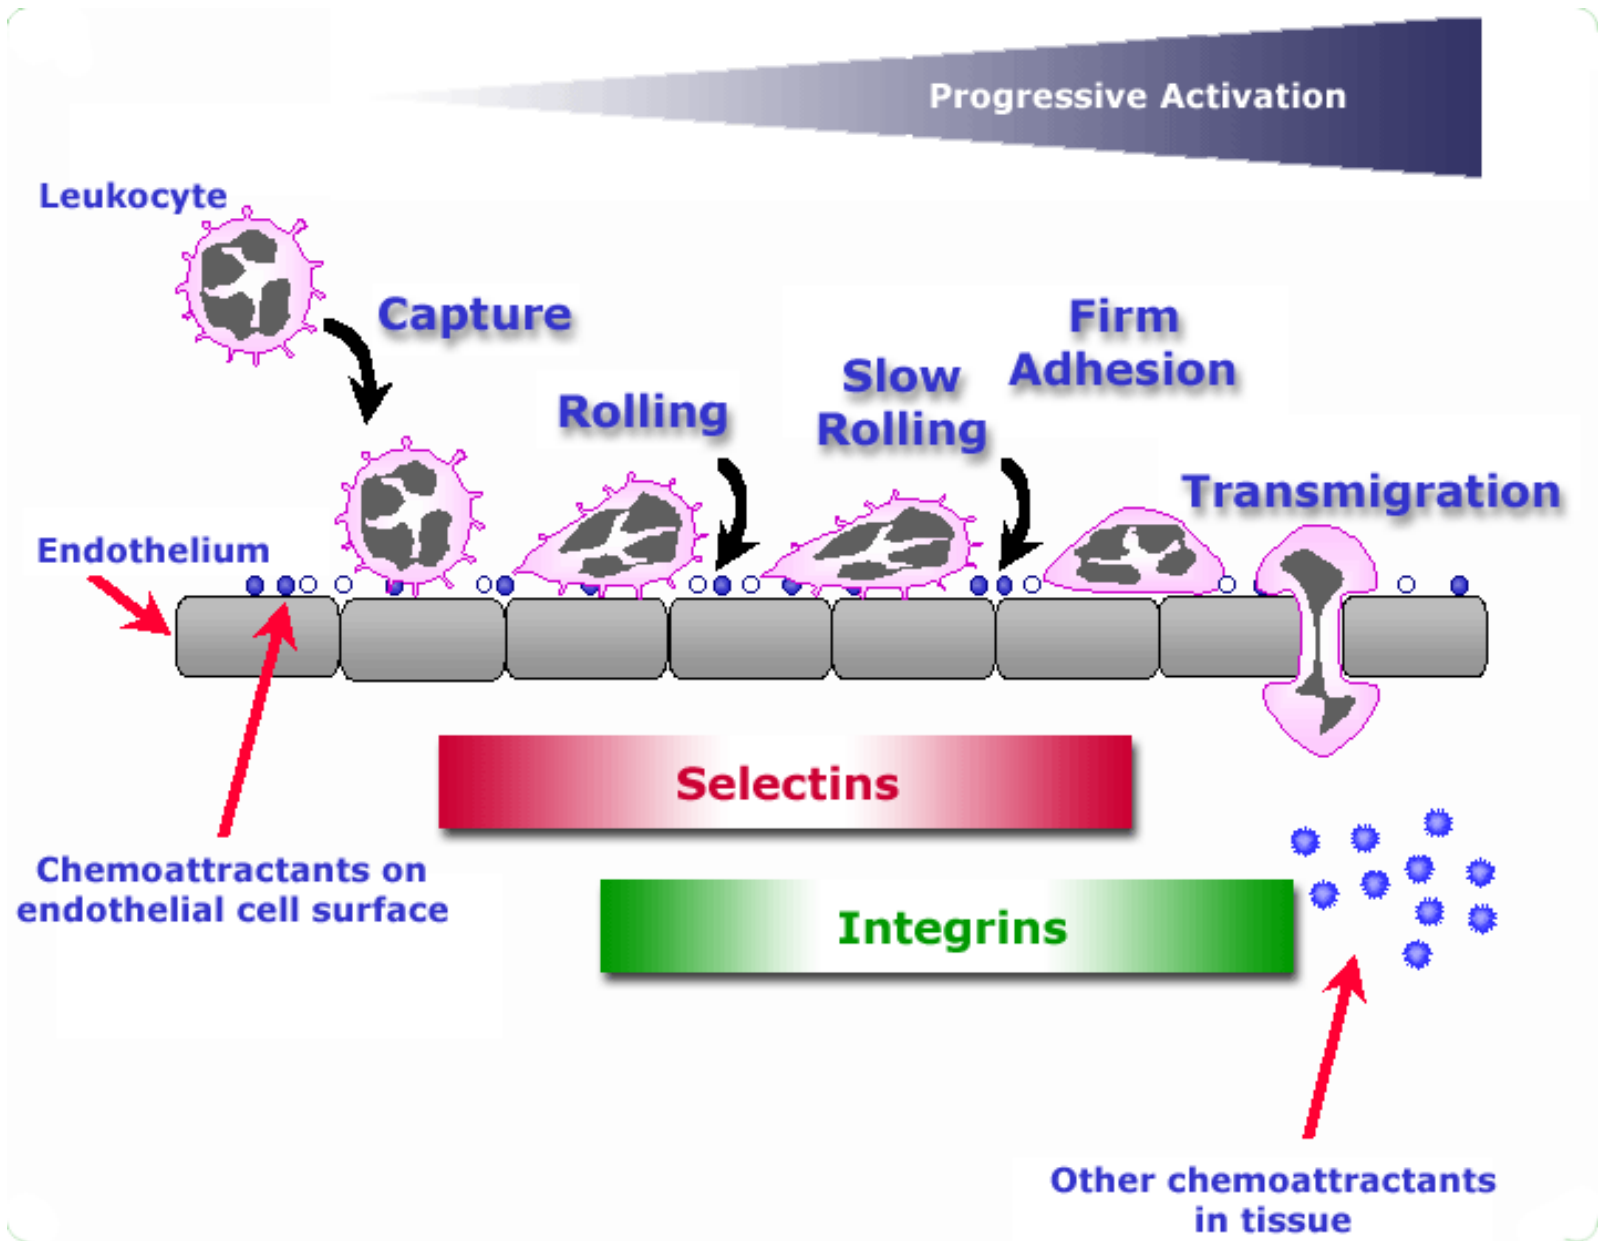 Progressive Activation
Leukocyte
Capture
Rolling
Slow
Rolling
Firm
Adhesion
Transmigration
Endothelium
Selectins
Chemoattractants on
endothelial cell surface
Integrins
Other chemoattractants
in tissue